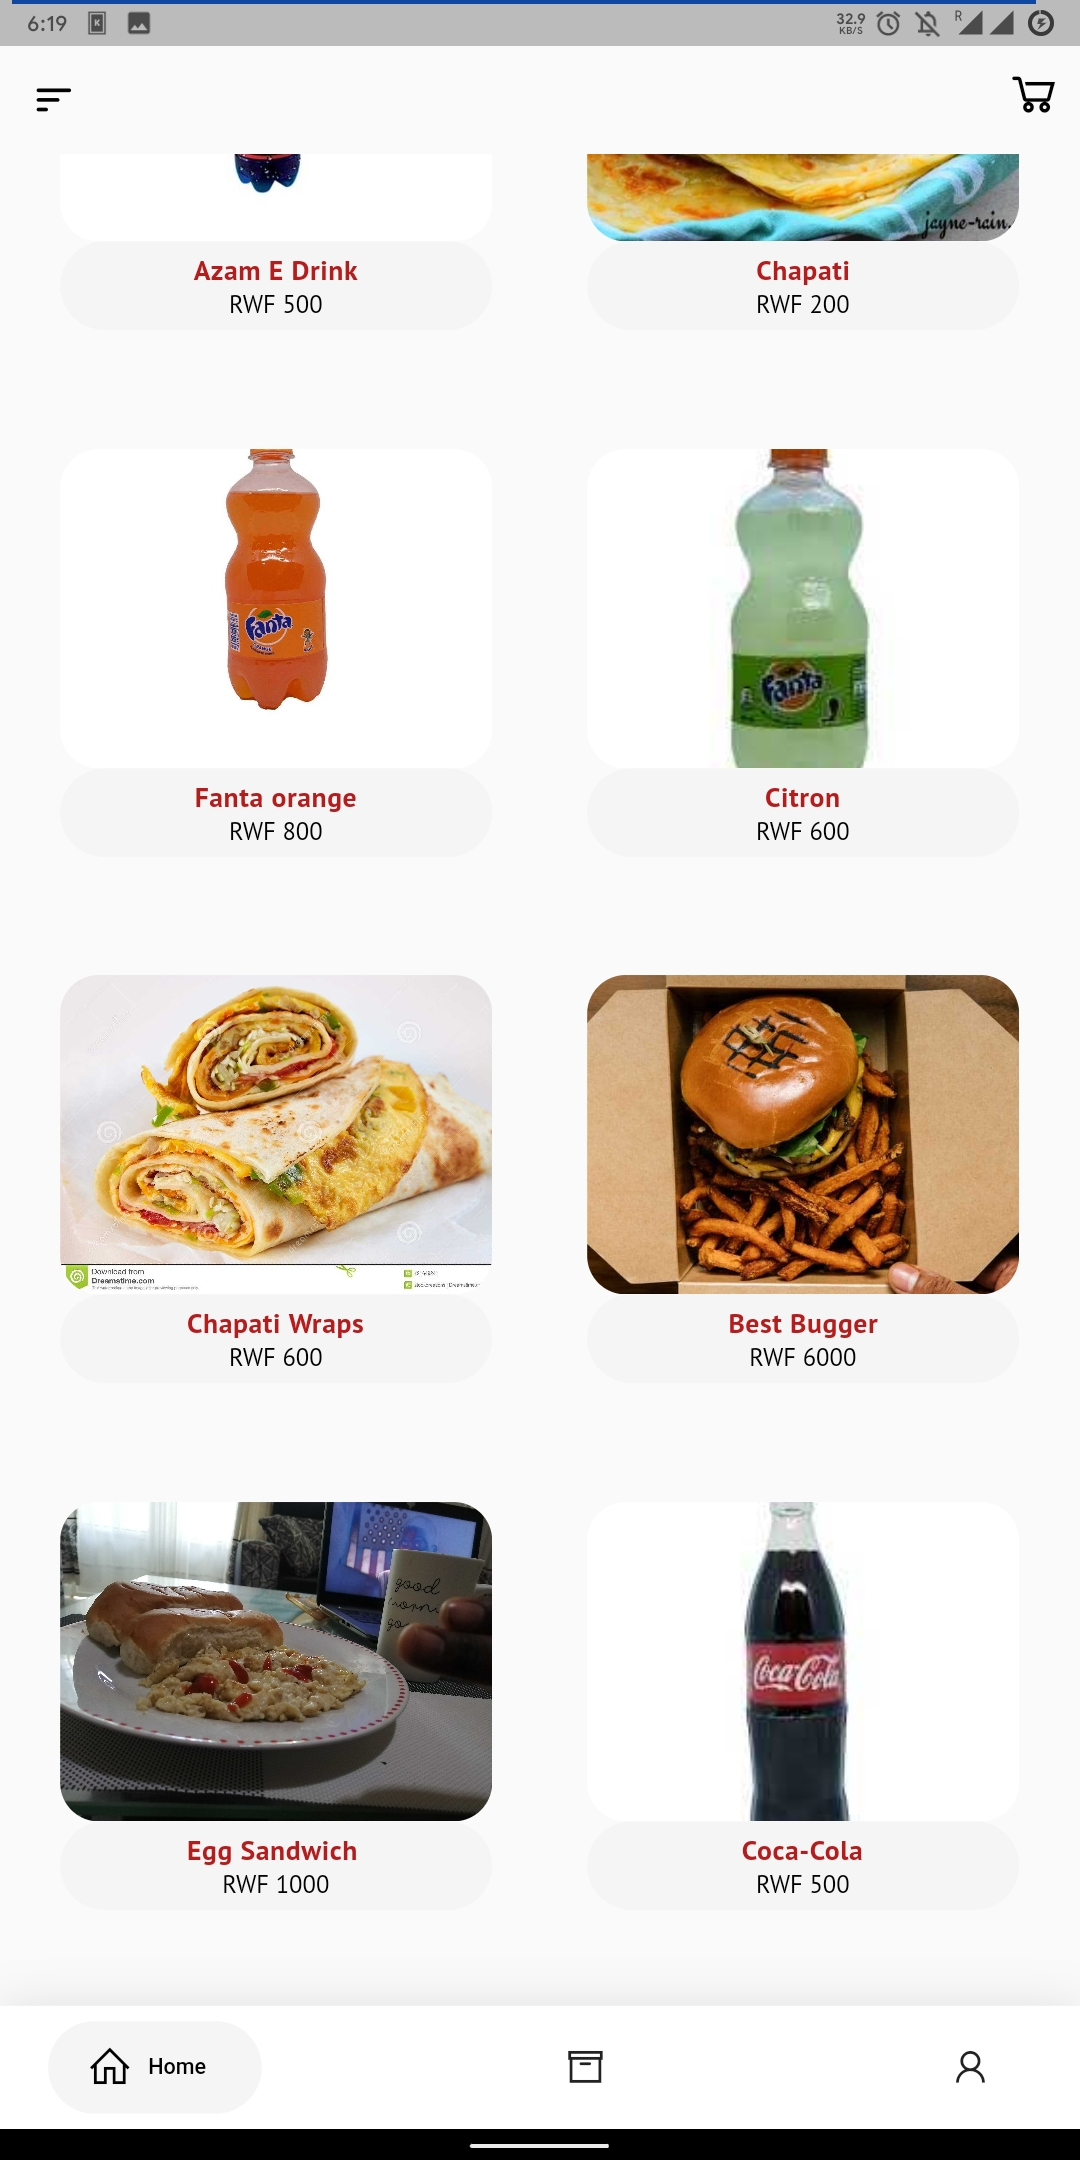 6:19
32.9
KB/S
R
jayne-rain.
Azam E Drink
RWF 500
Chapati
RWF 200
Fanta
Fanta
Fanta orange
RWF 800
Citron
RWF 600
Download from
Dreamstime.com
Chapati Wraps
RWF 600
Best Bugger
RWF 6000
good
Coca-Cola
Egg Sandwich
RWF 1000
Coca-Cola
RWF 500
Home